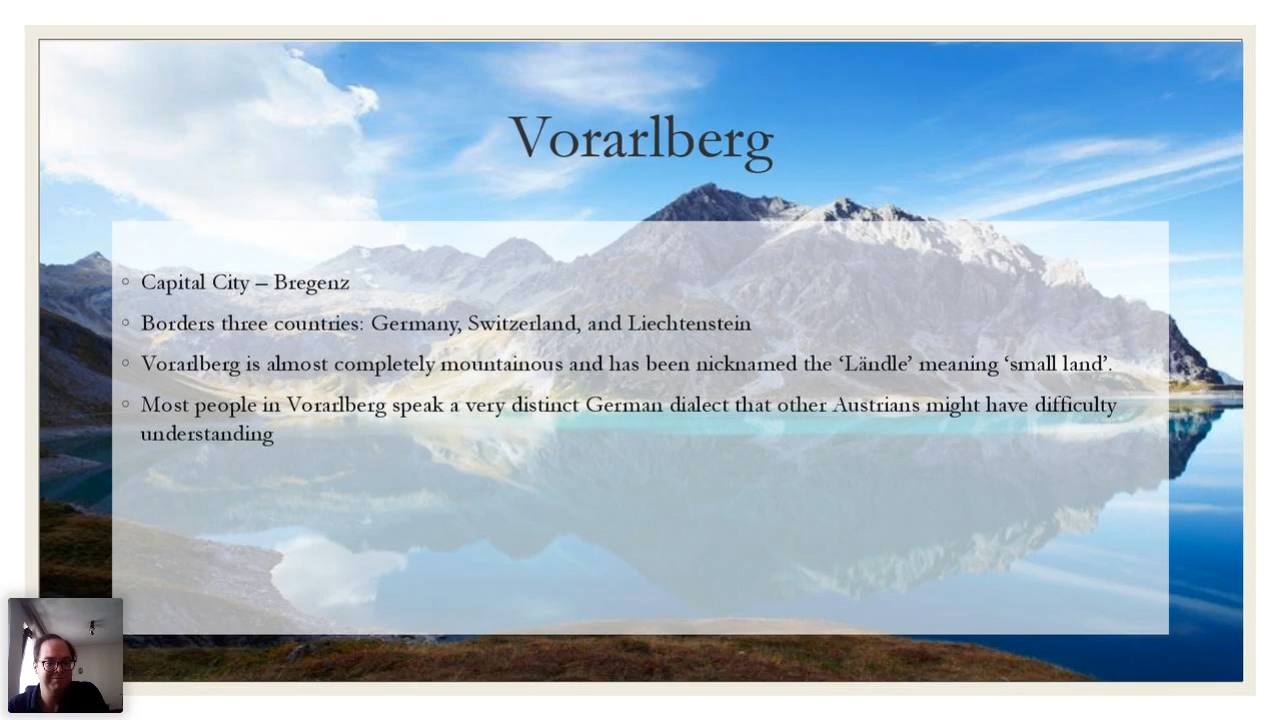 Vorarlberg
◦ Capital City – Bregenz
◦ Borders three countries: Germany, Switzerland, and Liechtenstein
◦ Vorarlberg is almost completely mountainous and has been nicknamed the ‘Ländle’ meaning ‘small land’.
◦ Most people in Vorarlberg speak a very distinct German dialect that other Austrians might have difficulty
understanding